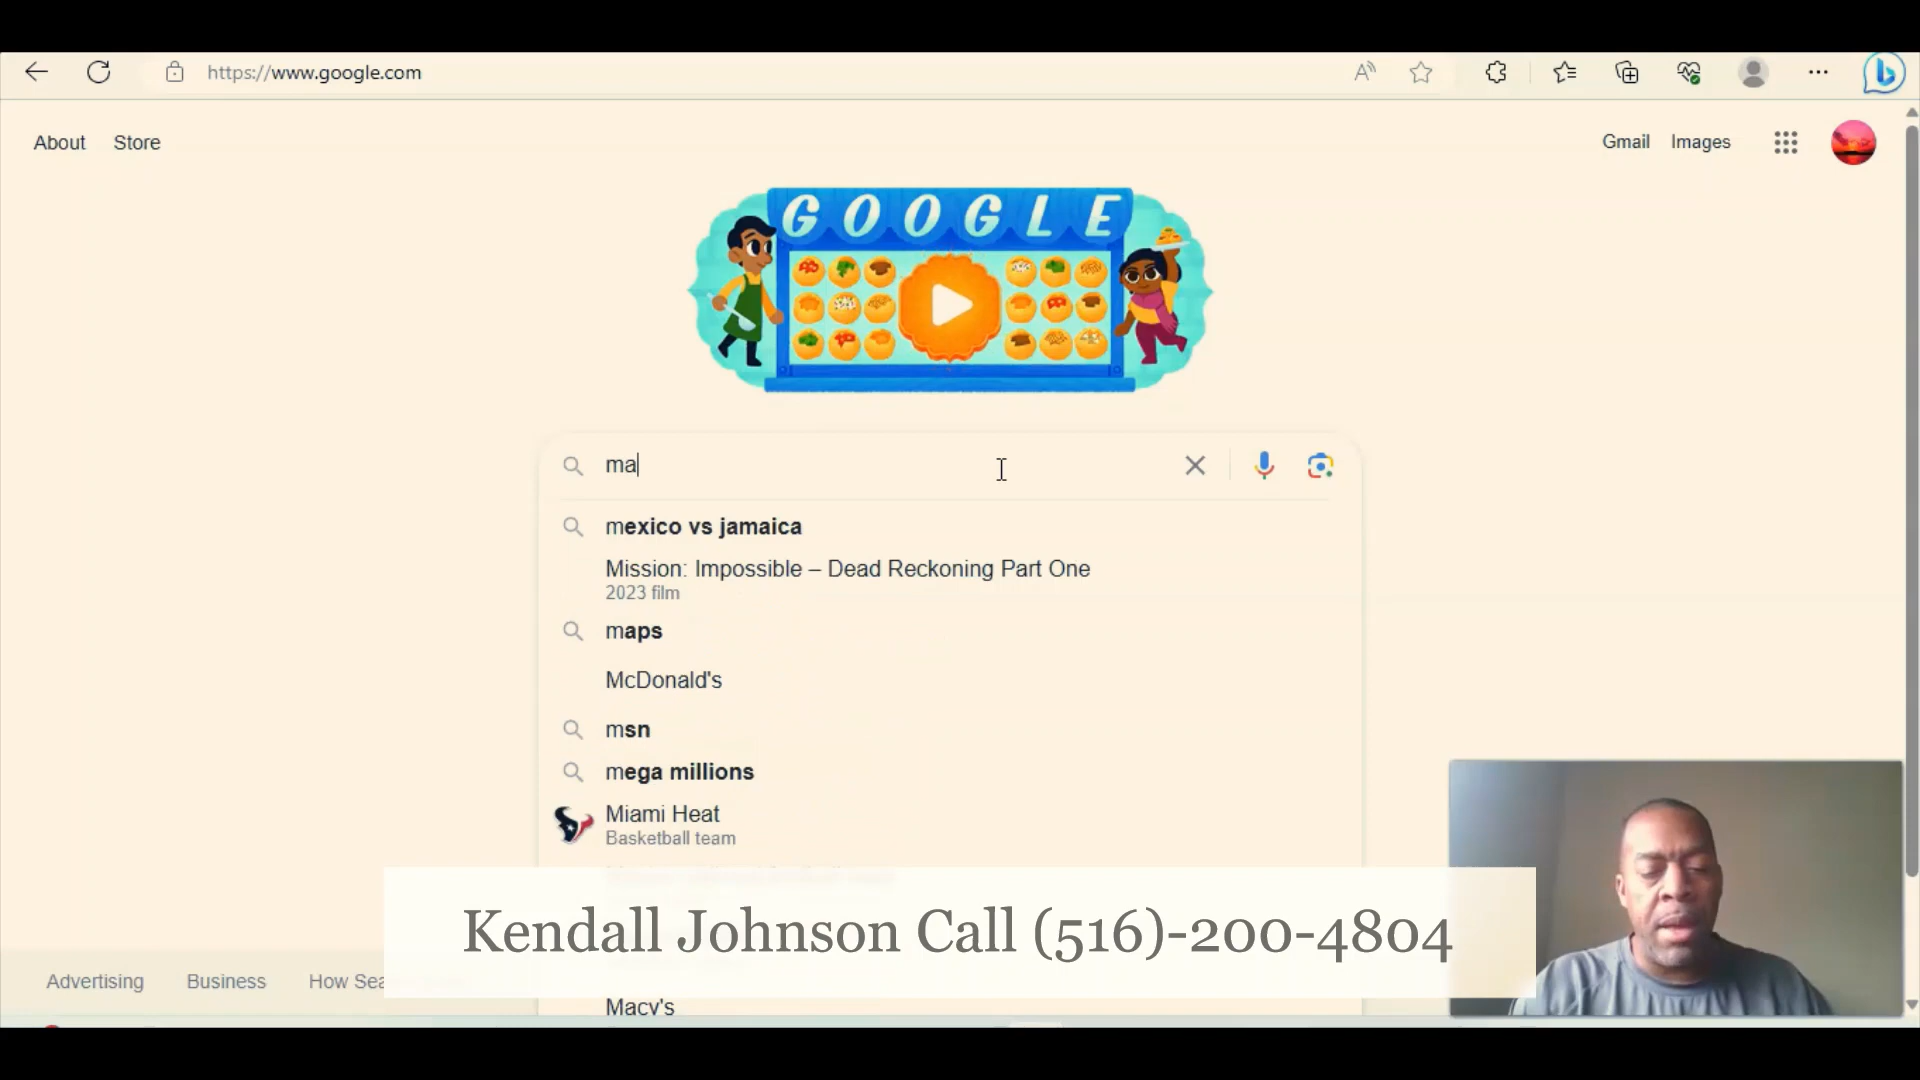 https://www.google.com
About Store
Gmail Images
GOOGLE
ma
mexico vs jamaica
Mission: Impossible – Dead Reckoning Part One
2023 film
maps
McDonald's
msn
mega millions
Miami Heat
Basketball team
Kendall Johnson Call (516)-200-4804
Advertising Business How Sea
Macy's